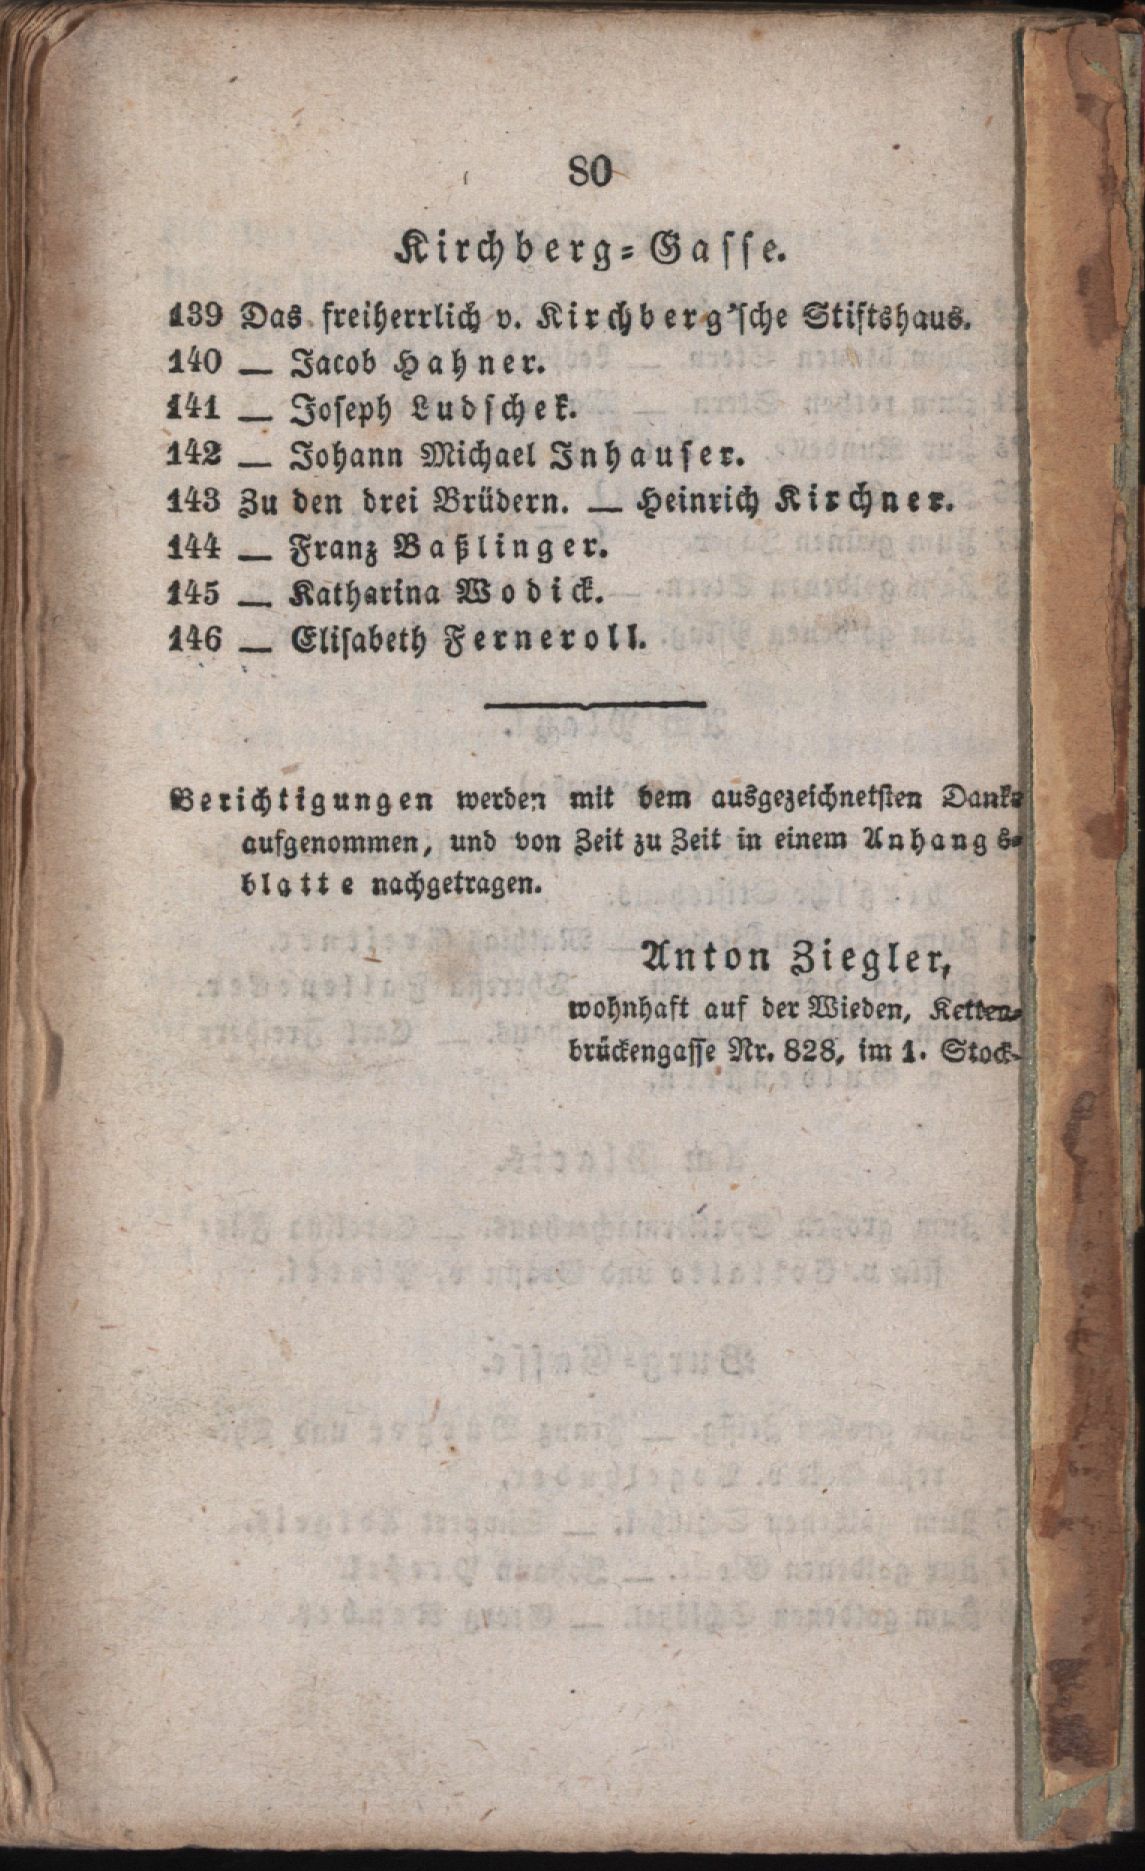 80
Kirchberg-Gasse.
139 Das freiherrlich v. Kirchberg'sche Stiftshaus.
140 — Jacob Hahner.
141 — Joseph Ludschek.
142 — Johann Michael Inhauser.
143 Zu den drei Brüdern. — Heinrich Kirchner.
144 — Franz Baßlinger.
145 — Katharina Wodick.
146 — Elisabeth Ferneroll.
Berichtigungen werden mit dem ausgezeichnetsten Danke
aufgenommen, und von Zeit zu Zeit in einem Anhangs-
blatte nachgetragen.
Anton Ziegler,
wohnhaft auf der Wieden, Ketten-
brückengasse Nr. 828, im 1. Stock.